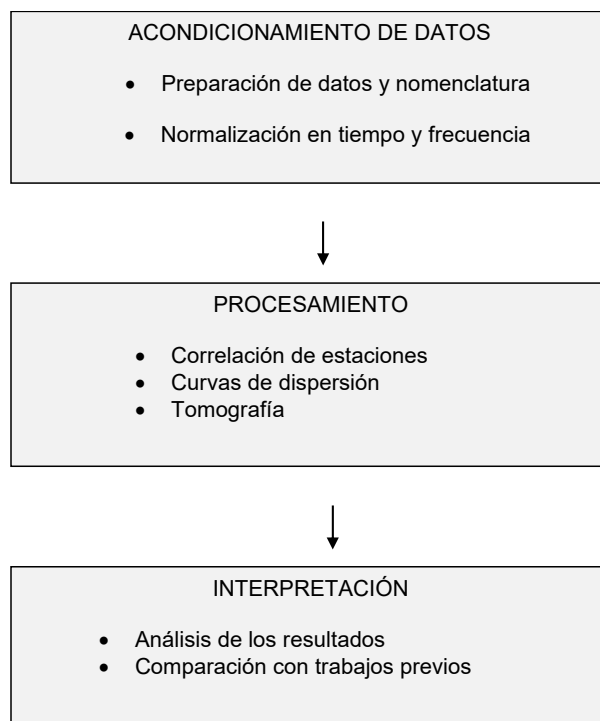 ACONDICIONAMIENTO DE DATOS
• Preparación de datos y nomenclatura
• Normalización en tiempo y frecuencia
PROCESAMIENTO
• Correlación de estaciones
• Curvas de dispersión
• Tomografía
INTERPRETACIÓN
• Análisis de los resultados
• Comparación con trabajos previos